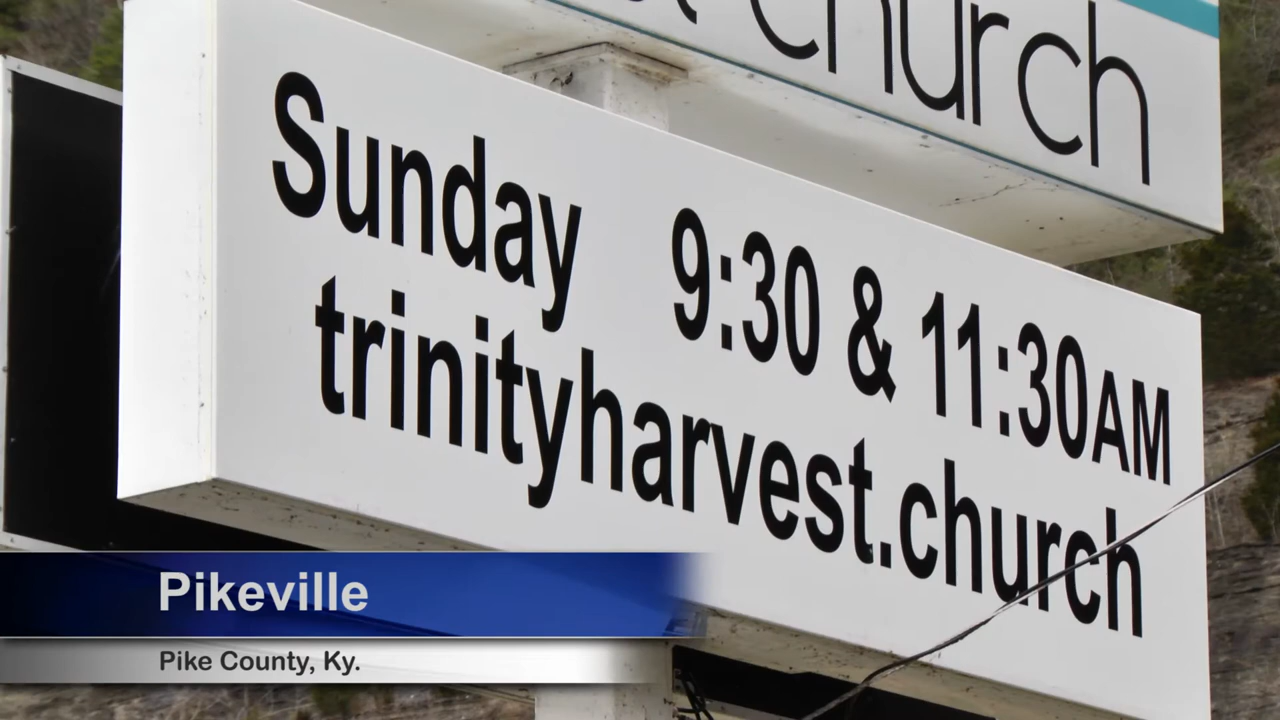 church
Sunday 9:30 & 11:30AM
trinityharvest.church
Pikeville
Pike County, Ky.